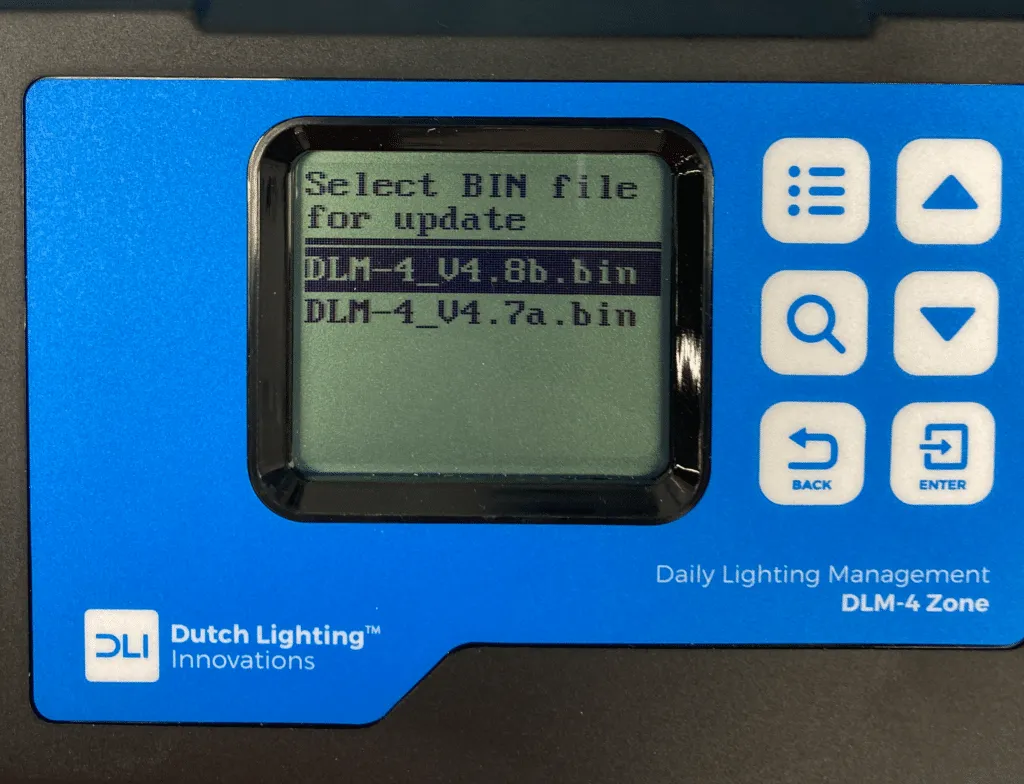 Select BIN file
for update
DLM-4_V4.8b.bin
DLM-4_V4.7a.bin
BACK
ENTER
Daily Lighting Management
DLM-4 Zone
DLI
Dutch Lighting™
Innovations